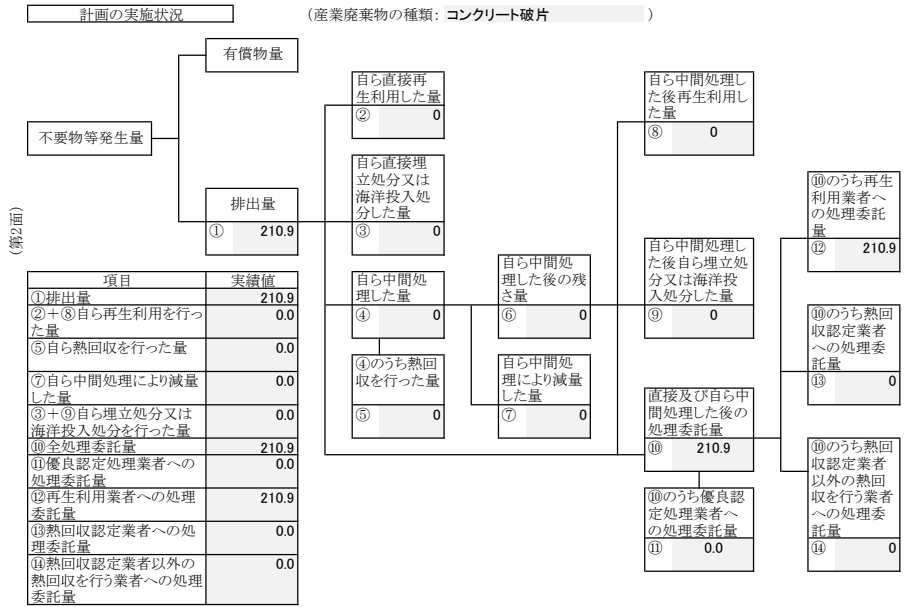 計画の実施状況
(産業廃棄物の種類: コンクリート破片 )
有償物量
不要物等発生量
排出量
① 210.9
(第2面)
自ら直接再
生利用した量
② 0
自ら直接埋
立処分又は
海洋投入処
分した量
③ 0
自ら中間処
理した量
④ 0
④のうち熱回
収を行った量
⑤ 0
自ら中間処
理した後の残
さ量
⑥ 0
自ら中間処
理により減量
した量
⑦ 0
自ら中間処理し
た後再生利用し
た量
⑧ 0
自ら中間処理し
た後自ら埋立処
分又は海洋投
入処分した量
⑨ 0
直接及び自ら中
間処理した後の
処理委託量
⑩ 210.9
⑩のうち優良認
定処理業者へ
の処理委託量
⑪ 0.0
⑩のうち再生
利用業者へ
の処理委託
量
⑫ 210.9
⑩のうち熱回
収認定業者
への処理委
託量
⑬ 0
⑩のうち熱回
収認定業者
以外の熱回
収を行う業者
への処理委
託量
⑭ 0
項目 実績値
①排出量 210.9
②+⑧自ら再生利用を行っ 0.0
た量
⑤自ら熱回収を行った量 0.0
⑦自ら中間処理により減量 0.0
した量
③+⑨自ら埋立処分又は 0.0
海洋投入処分を行った量
⑩全処理委託量 210.9
⑪優良認定処理業者への 0.0
処理委託量
⑫再生利用業者への処理 210.9
委託量
⑬熱回収認定業者への処 0.0
理委託量
⑭熱回収認定業者以外の 0.0
熱回収を行う業者への処理
委託量